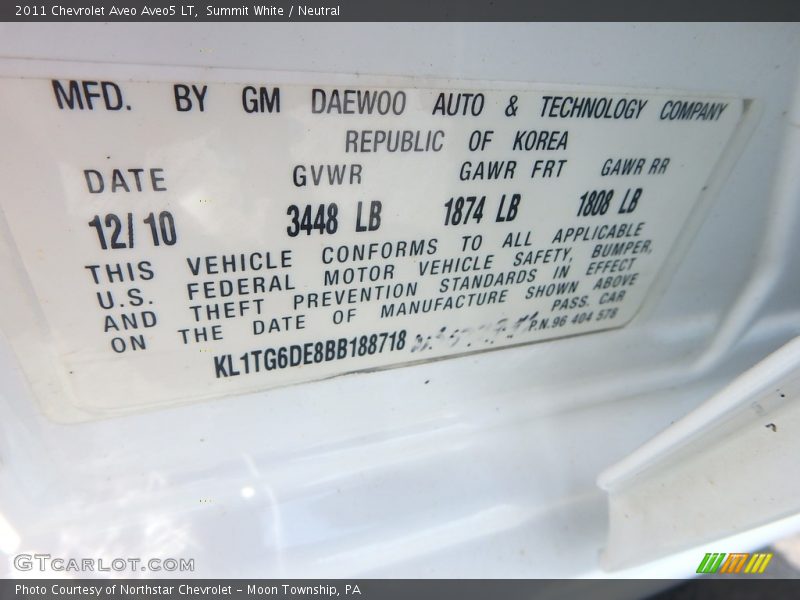 2011 Chevrolet Aveo Aveo5 LT, Summit White / Neutral
MFD. BY GM DAEWOO AUTO & TECHNOLOGY COMPANY
REPUBLIC OF KOREA
DATE GVWR GAWR FRT GAWR RR
12/10 3448 LB 1874 LB 1808 LB
THIS VEHICLE CONFORMS TO ALL APPLICABLE
U.S. FEDERAL MOTOR VEHICLE SAFETY, BUMPER,
AND THEFT PREVENTION STANDARDS IN EFFECT
ON THE DATE OF MANUFACTURE SHOWN ABOVE
PASS. CAR
KL1TG6DE8BB188718 P.N.96 404 578
GTCARLOT.COM
Photo Courtesy of Northstar Chevrolet - Moon Township, PA